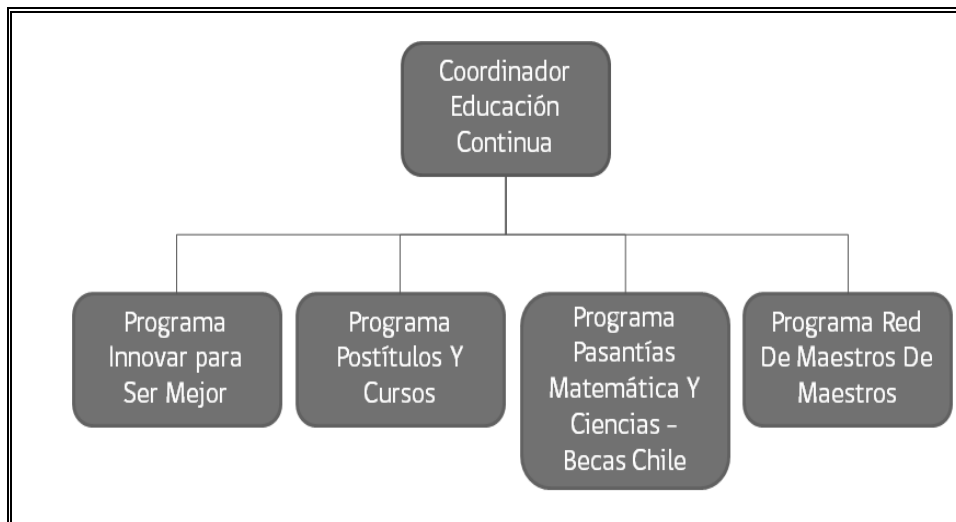 Coordinador
Educación
Continua
Programa
Innovar para
Ser Mejor
Programa
Postítulos Y
Cursos
Programa
Pasantías
Matemática Y
Ciencias –
Becas Chile
Programa Red
De Maestros De
Maestros